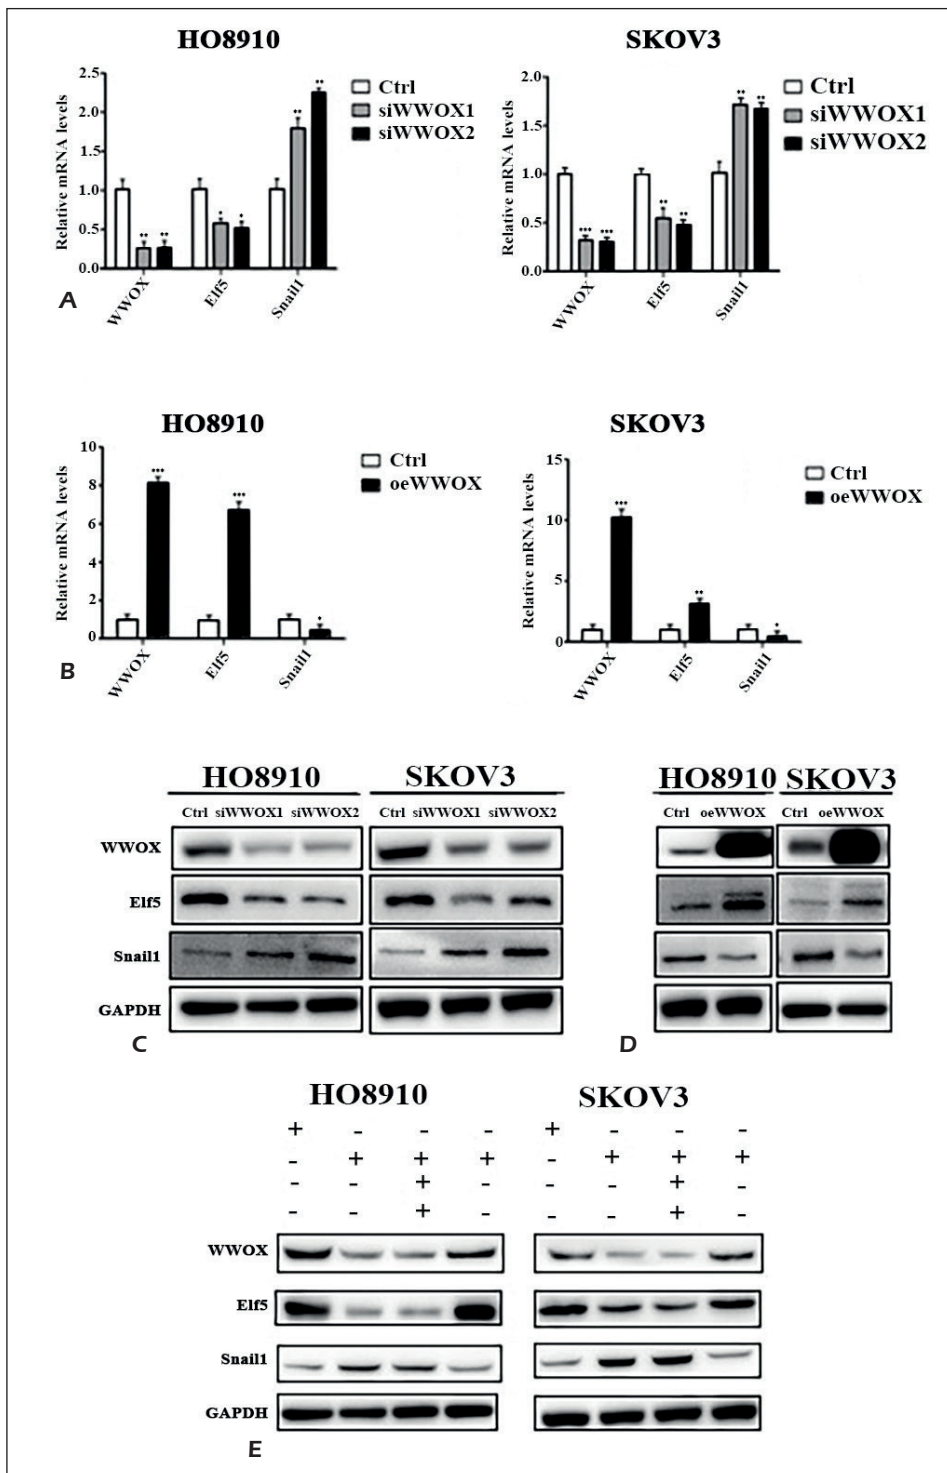 HO8910
SKOV3
Relative mRNA levels
2.5
2.0
1.5
1.0
0.5
0.0
** ** * * ** **
Ctrl
siWWOX1
siWWOX2
WWOX Elf5 Snail1
Relative mRNA levels
2.0
1.5
1.0
0.5
0.0
*** *** ** ** ** **
Ctrl
siWWOX1
siWWOX2
WWOX Elf5 Snail1
A
HO8910
SKOV3
Relative mRNA levels
10
8
6
4
2
0
*** *** *
Ctrl
oeWWOX
WWOX Elf5 Snail1
Relative mRNA levels
15
10
5
0
*** ** *
Ctrl
oeWWOX
WWOX Elf5 Snail1
B
HO8910 SKOV3
Ctrl siWWOX1 siWWOX2 Ctrl siWWOX1 siWWOX2
WWOX
Elf5
Snail1
GAPDH
C
HO8910 SKOV3
Ctrl oeWWOX Ctrl oeWWOX
D
HO8910 SKOV3
+ - - - + - - -
- + + + - + + +
- - + - - - + -
- - + - - - + -
WWOX
Elf5
Snail1
GAPDH
E